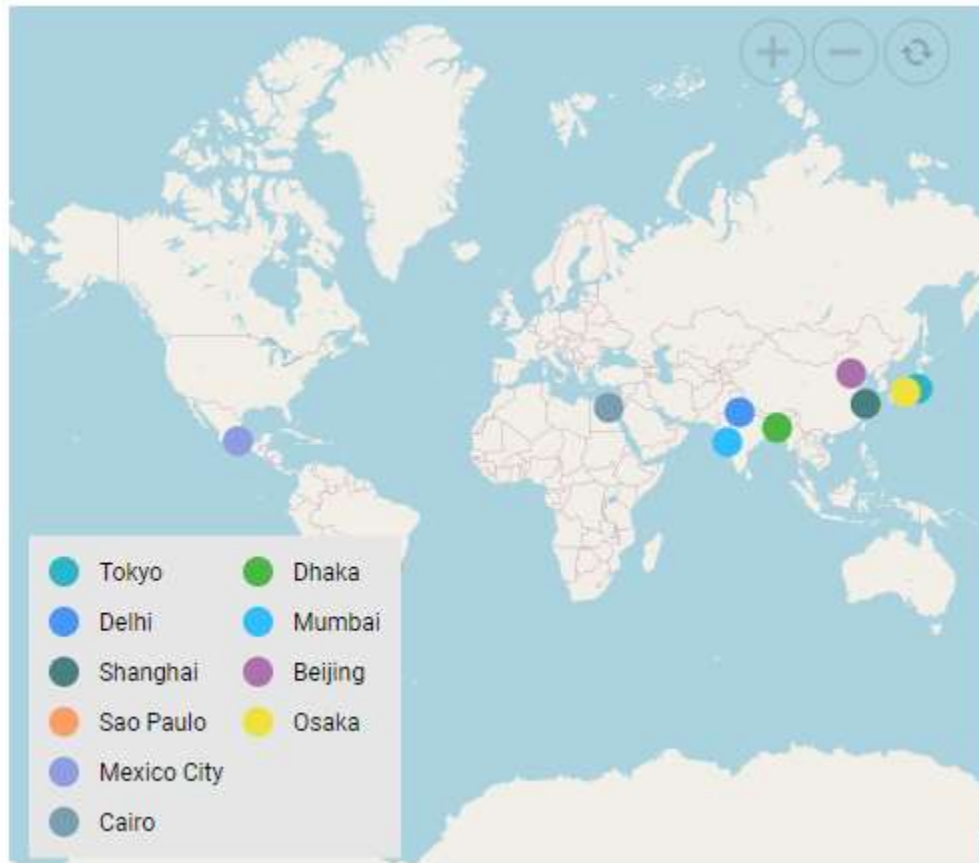 Tokyo
Delhi
Shanghai
Sao Paulo
Mexico City
Cairo
Dhaka
Mumbai
Beijing
Osaka